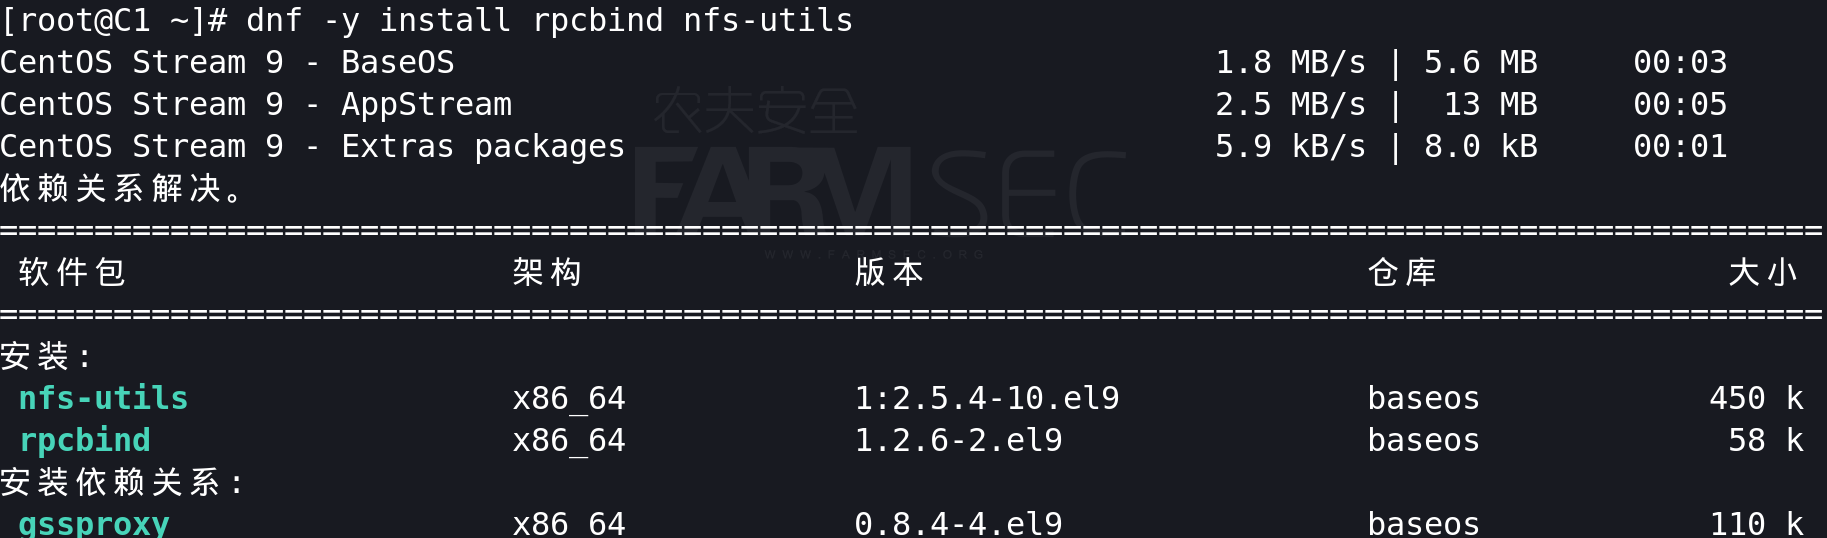 [root@C1 ~]# dnf -y install rpcbind nfs-utils
CentOS Stream 9 - BaseOS 1.8 MB/s | 5.6 MB 00:03
CentOS Stream 9 - AppStream 2.5 MB/s | 13 MB 00:05
CentOS Stream 9 - Extras packages 5.9 kB/s | 8.0 kB 00:01
农夫安全
FARMSEC
WWW.FARMSEC.ORG
依赖关系解决。
================================================================================================
软件包 架构 版本 仓库 大小
================================================================================================
安装:
nfs-utils x86_64 1:2.5.4-10.el9 baseos 450 k
rpcbind x86_64 1.2.6-2.el9 baseos 58 k
安装依赖关系:
gssproxy x86_64 0.8.4-4.el9 baseos 110 k